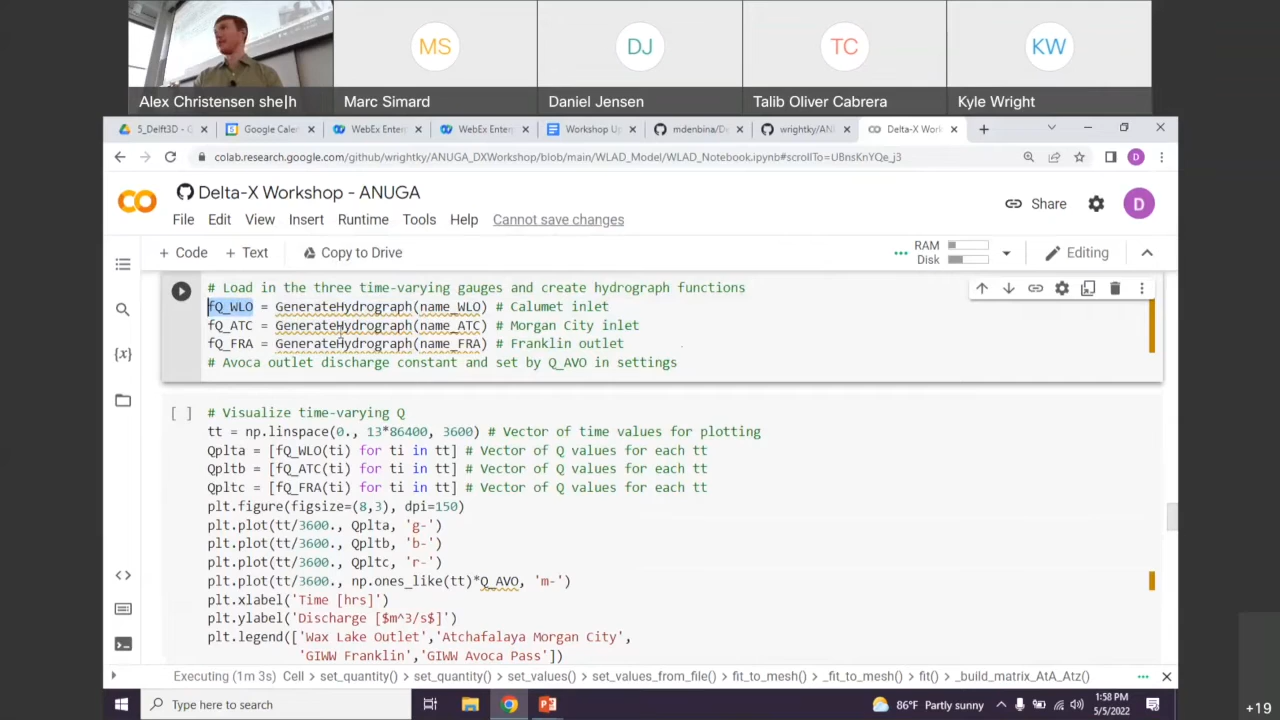 MS
DJ
TC
KW
Alex Christensen she|h
Marc Simard
Daniel Jensen
Talib Oliver Cabrera
Kyle Wright
5_Delft3D - G
Google Cale
WebEx Enter
WebEx Enter
Workshop U
mdenbina/De
wrightky/AN
Delta-X Work
colab.research.google.com/github/wrightky/ANUGA_DXWorkshop/blob/main/WLAD_Model/WLAD_Notebook.ipynb#scrollTo=UBnsKnYQe_j3
D
Delta-X Workshop - ANUGA
Share
D
File Edit View Insert Runtime Tools Help Cannot save changes
+ Code + Text Copy to Drive
RAM
Disk
Editing
# Load in the three time-varying gauges and create hydrograph functions
fQ_WLO = GenerateHydrograph(name_WLO) # Calumet inlet
fQ_ATC = GenerateHydrograph(name_ATC) # Morgan City inlet
fQ_FRA = GenerateHydrograph(name_FRA) # Franklin outlet
# Avoca outlet discharge constant and set by Q_AVO in settings
[ ] # Visualize time-varying Q
tt = np.linspace(0., 13*86400, 3600) # Vector of time values for plotting
Qplta = [fQ_WLO(ti) for ti in tt] # Vector of Q values for each tt
Qpltb = [fQ_ATC(ti) for ti in tt] # Vector of Q values for each tt
Qpltc = [fQ_FRA(ti) for ti in tt] # Vector of Q values for each tt
plt.figure(figsize=(8,3), dpi=150)
plt.plot(tt/3600., Qplta, 'g-')
plt.plot(tt/3600., Qpltb, 'b-')
plt.plot(tt/3600., Qpltc, 'r-')
plt.plot(tt/3600., np.ones_like(tt)*Q_AVO, 'm-')
plt.xlabel('Time [hrs]')
plt.ylabel('Discharge [$m^3/s$]')
plt.legend(['Wax Lake Outlet','Atchafalaya Morgan City',
'GIWW Franklin','GIWW Avoca Pass'])
Executing (1m 3s) Cell > set_quantity() > set_quantity() > set_values() > set_values_from_file() > fit_to_mesh() > _fit_to_mesh() > fit() > _build_matrix_AtA_Atz()
Type here to search
86°F Partly sunny
1:58 PM
5/5/2022
+19